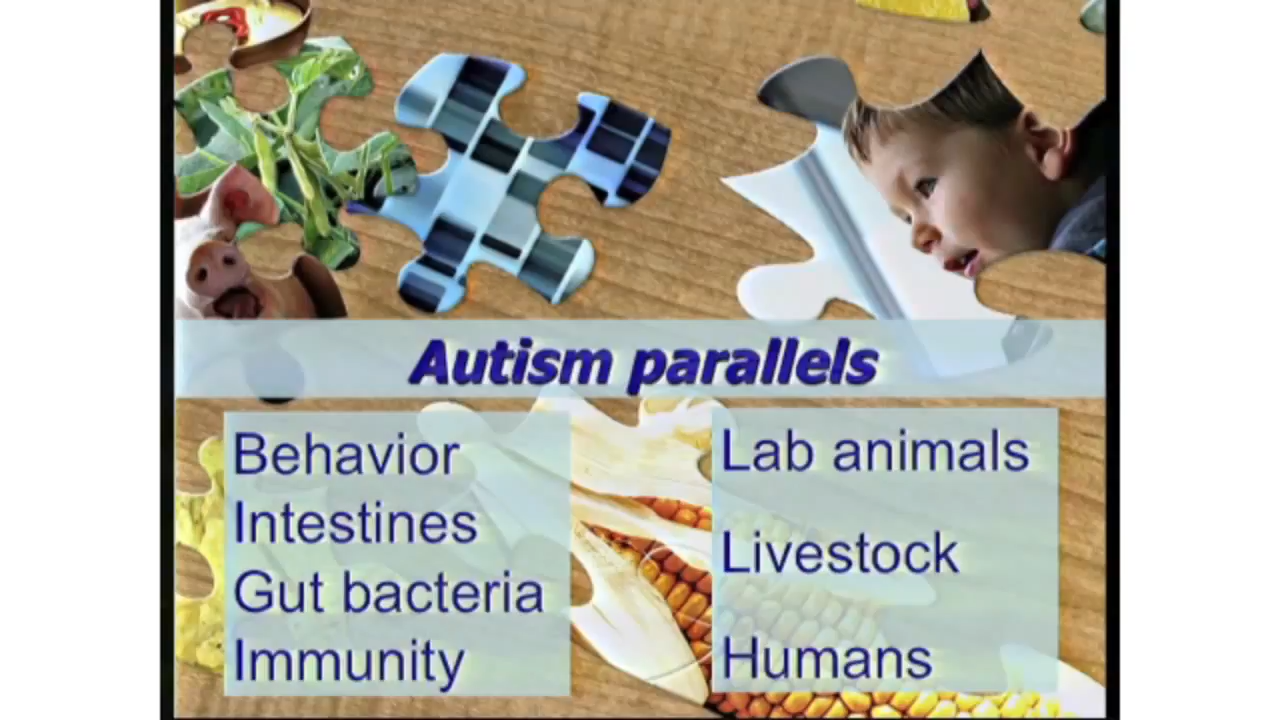 Autism parallels
Behavior
Intestines
Gut bacteria
Immunity
Lab animals
Livestock
Humans